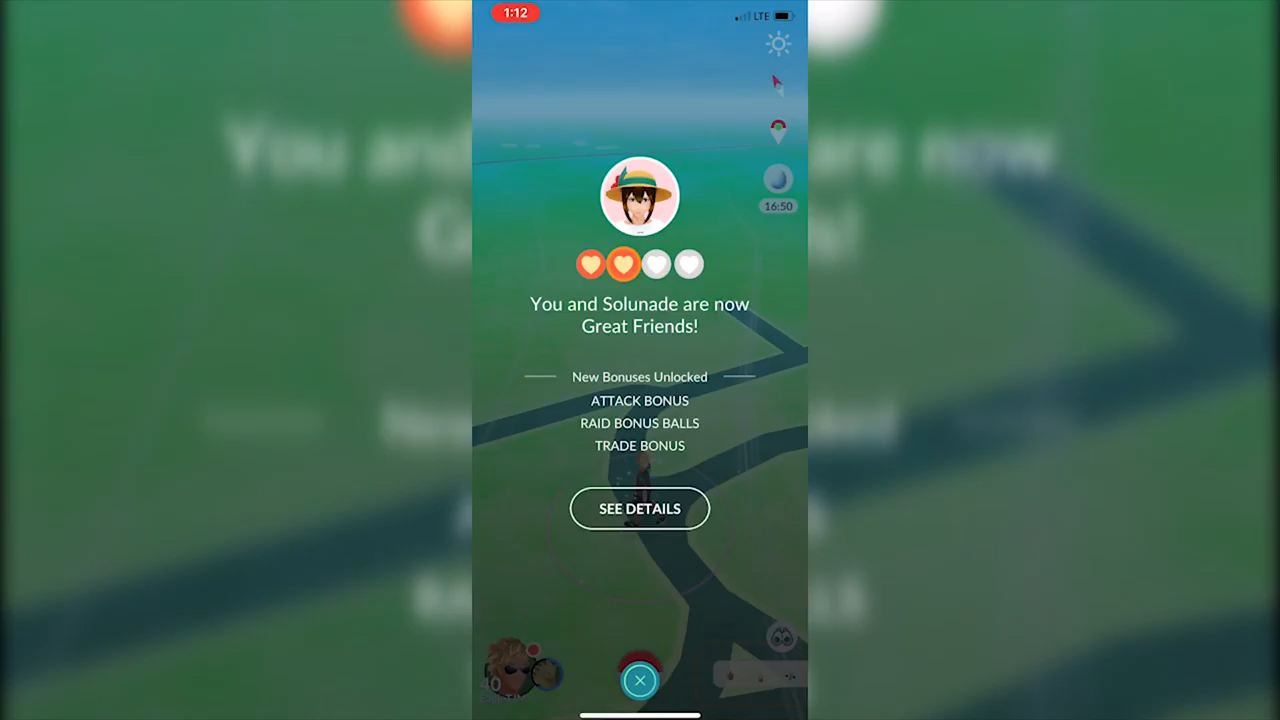 1:12
LTE
16:50
You and Solunade are now
Great Friends!
New Bonuses Unlocked
ATTACK BONUS
RAID BONUS BALLS
TRADE BONUS
SEE DETAILS
40